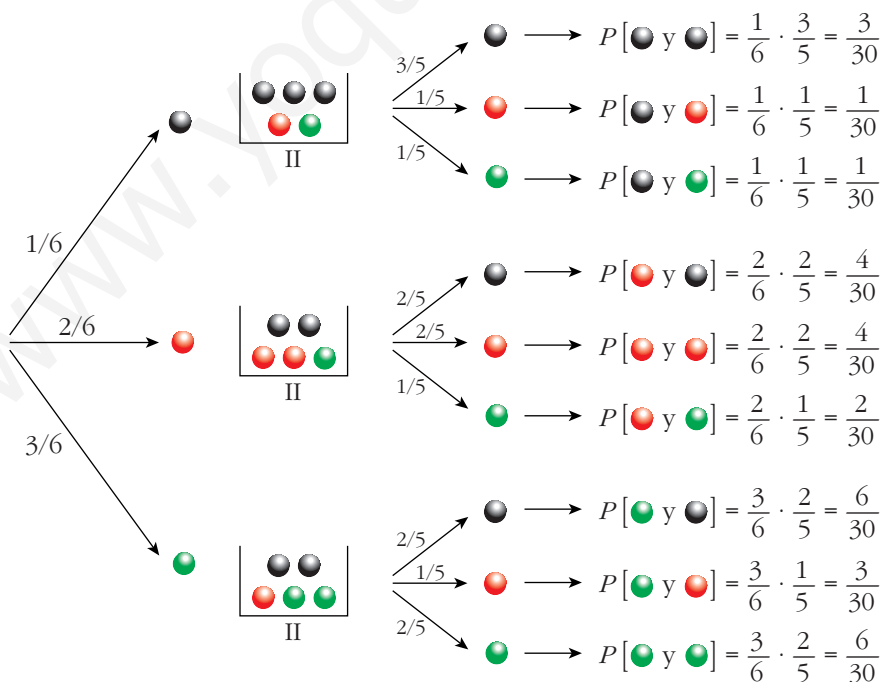 www.yoqu
1/6
2/6
3/6
II
3/5
1/5
1/5
P[ y ] = 1/6 · 3/5 = 3/30
P[ y ] = 1/6 · 1/5 = 1/30
P[ y ] = 1/6 · 1/5 = 1/30
II
2/5
2/5
1/5
P[ y ] = 2/6 · 2/5 = 4/30
P[ y ] = 2/6 · 2/5 = 4/30
P[ y ] = 2/6 · 1/5 = 2/30
II
2/5
1/5
2/5
P[ y ] = 3/6 · 2/5 = 6/30
P[ y ] = 3/6 · 1/5 = 3/30
P[ y ] = 3/6 · 2/5 = 6/30